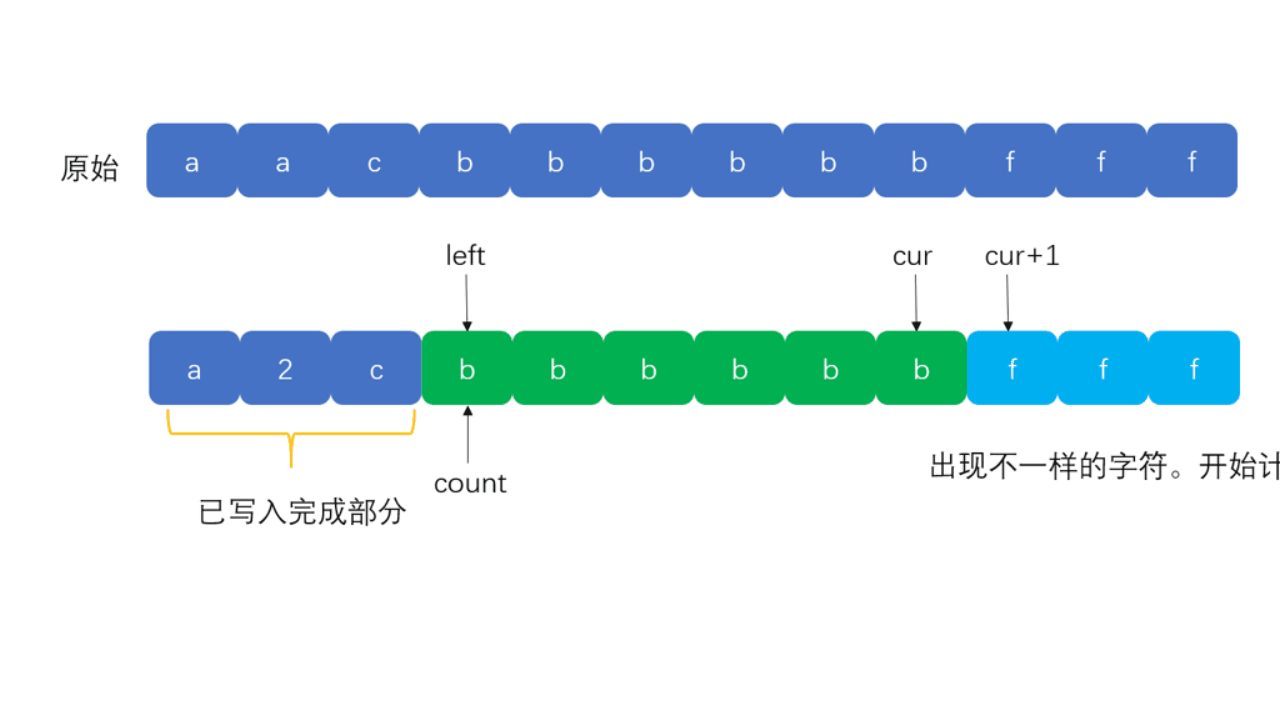 原始 a a c b b b b b b f f f
left cur cur+1
a 2 c b b b b b b f f f
count
出现不一样的字符。开始计
已写入完成部分